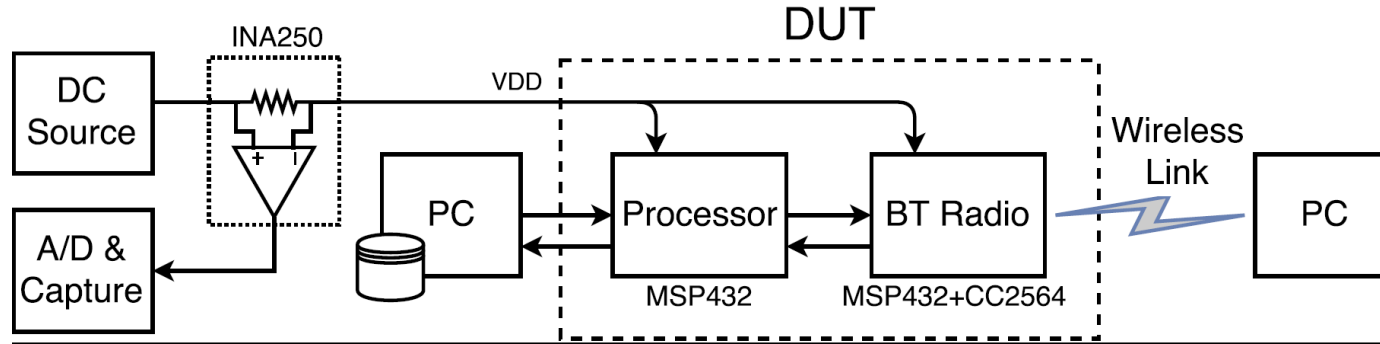 DUT
INA250
DC
Source
VDD
Wireless
Link
+
PC
Processor
BT Radio
PC
A/D &
Capture
MSP432
MSP432+CC2564